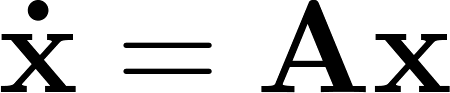 ẋ = Ax